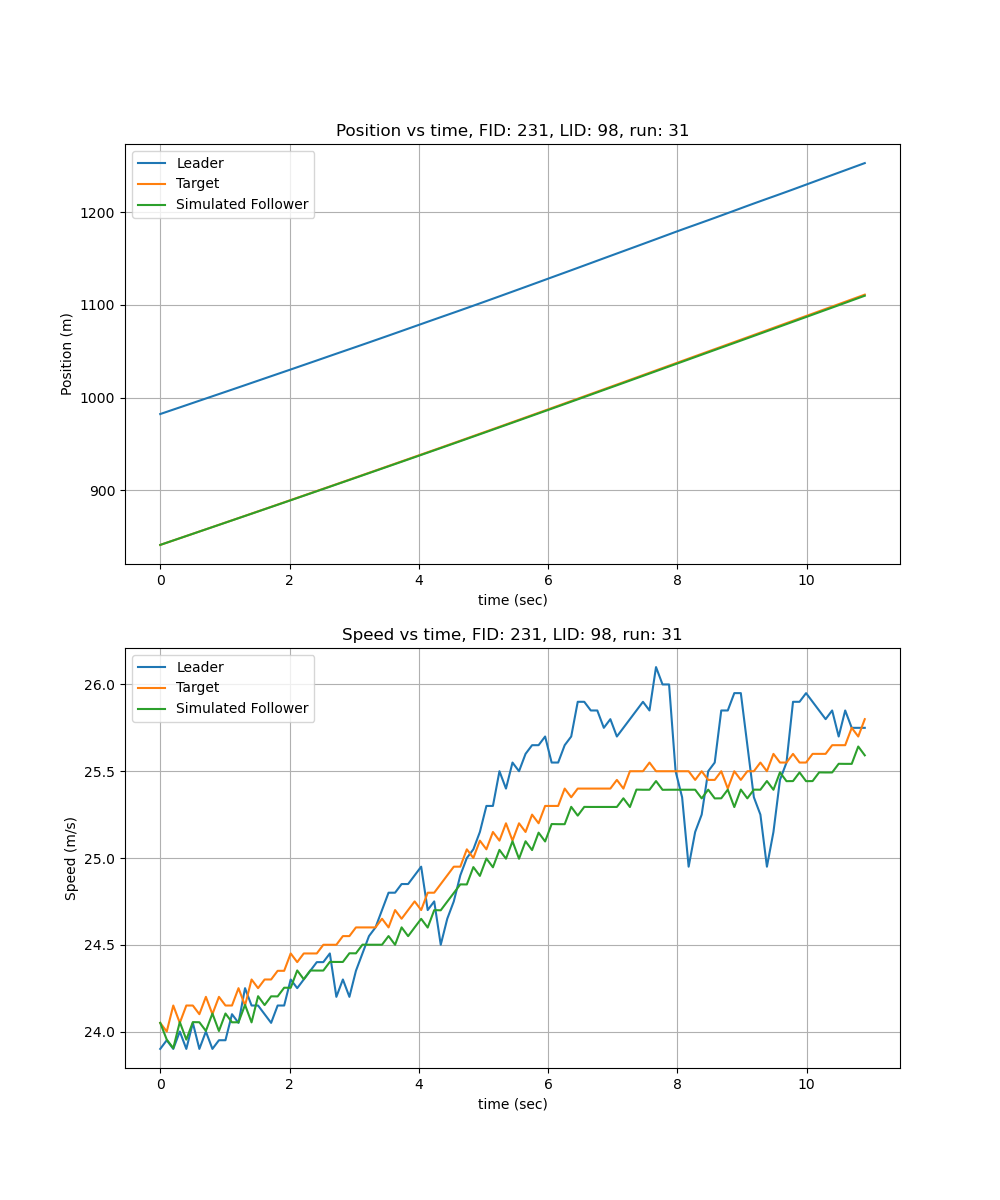 Position vs time, FID: 231, LID: 98, run: 31
Leader
Target
Simulated Follower
1200
1100
1000
900
Position (m)
0 2 4 6 8 10
time (sec)
Speed vs time, FID: 231, LID: 98, run: 31
Leader
Target
Simulated Follower
26.0
25.5
25.0
24.5
24.0
Speed (m/s)
0 2 4 6 8 10
time (sec)